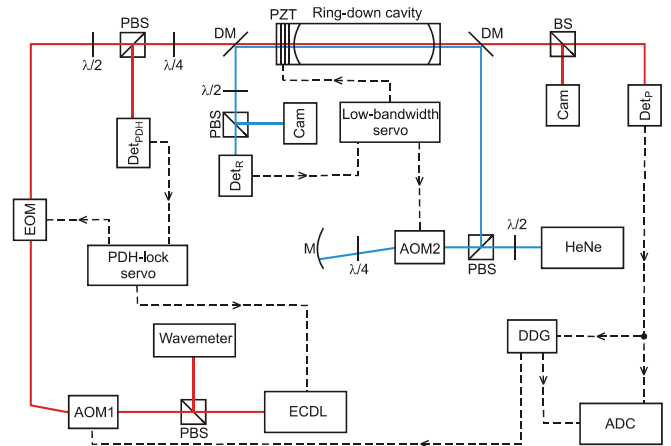 PZT Ring-down cavity
PBS
DM
DM
BS
λ/2
λ/4
λ/2
PBS
Cam
Low-bandwidth
servo
Cam
Det_P
Det_PDH
Det_R
EOM
M
λ/4
AOM2
PBS
λ/2
HeNe
PDH-lock
servo
Wavemeter
DDG
AOM1
PBS
ECDL
ADC